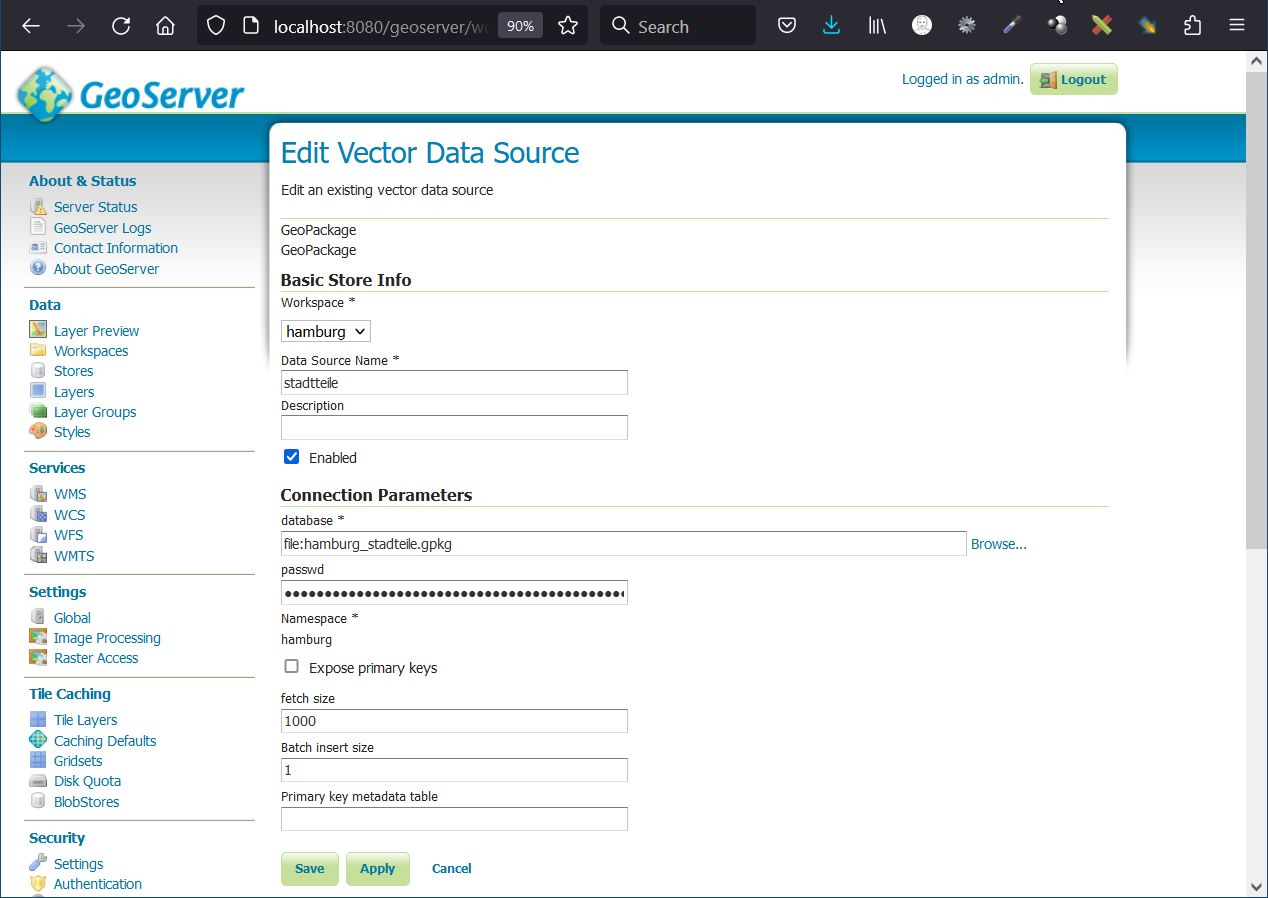 localhost:8080/geoserver/we 90% Search
GeoServer
Logged in as admin. Logout
Edit Vector Data Source
Edit an existing vector data source
GeoPackage
GeoPackage
Basic Store Info
Workspace *
hamburg
Data Source Name *
stadtteile
Description
Enabled
Connection Parameters
database *
file:hamburg_stadteile.gpkg Browse...
passwd
Namespace *
hamburg
Expose primary keys
fetch size
1000
Batch insert size
1
Primary key metadata table
Save Apply Cancel
About & Status
Server Status
GeoServer Logs
Contact Information
About GeoServer
Data
Layer Preview
Workspaces
Stores
Layers
Layer Groups
Styles
Services
WMS
WCS
WFS
WMTS
Settings
Global
Image Processing
Raster Access
Tile Caching
Tile Layers
Caching Defaults
Gridsets
Disk Quota
BlobStores
Security
Settings
Authentication